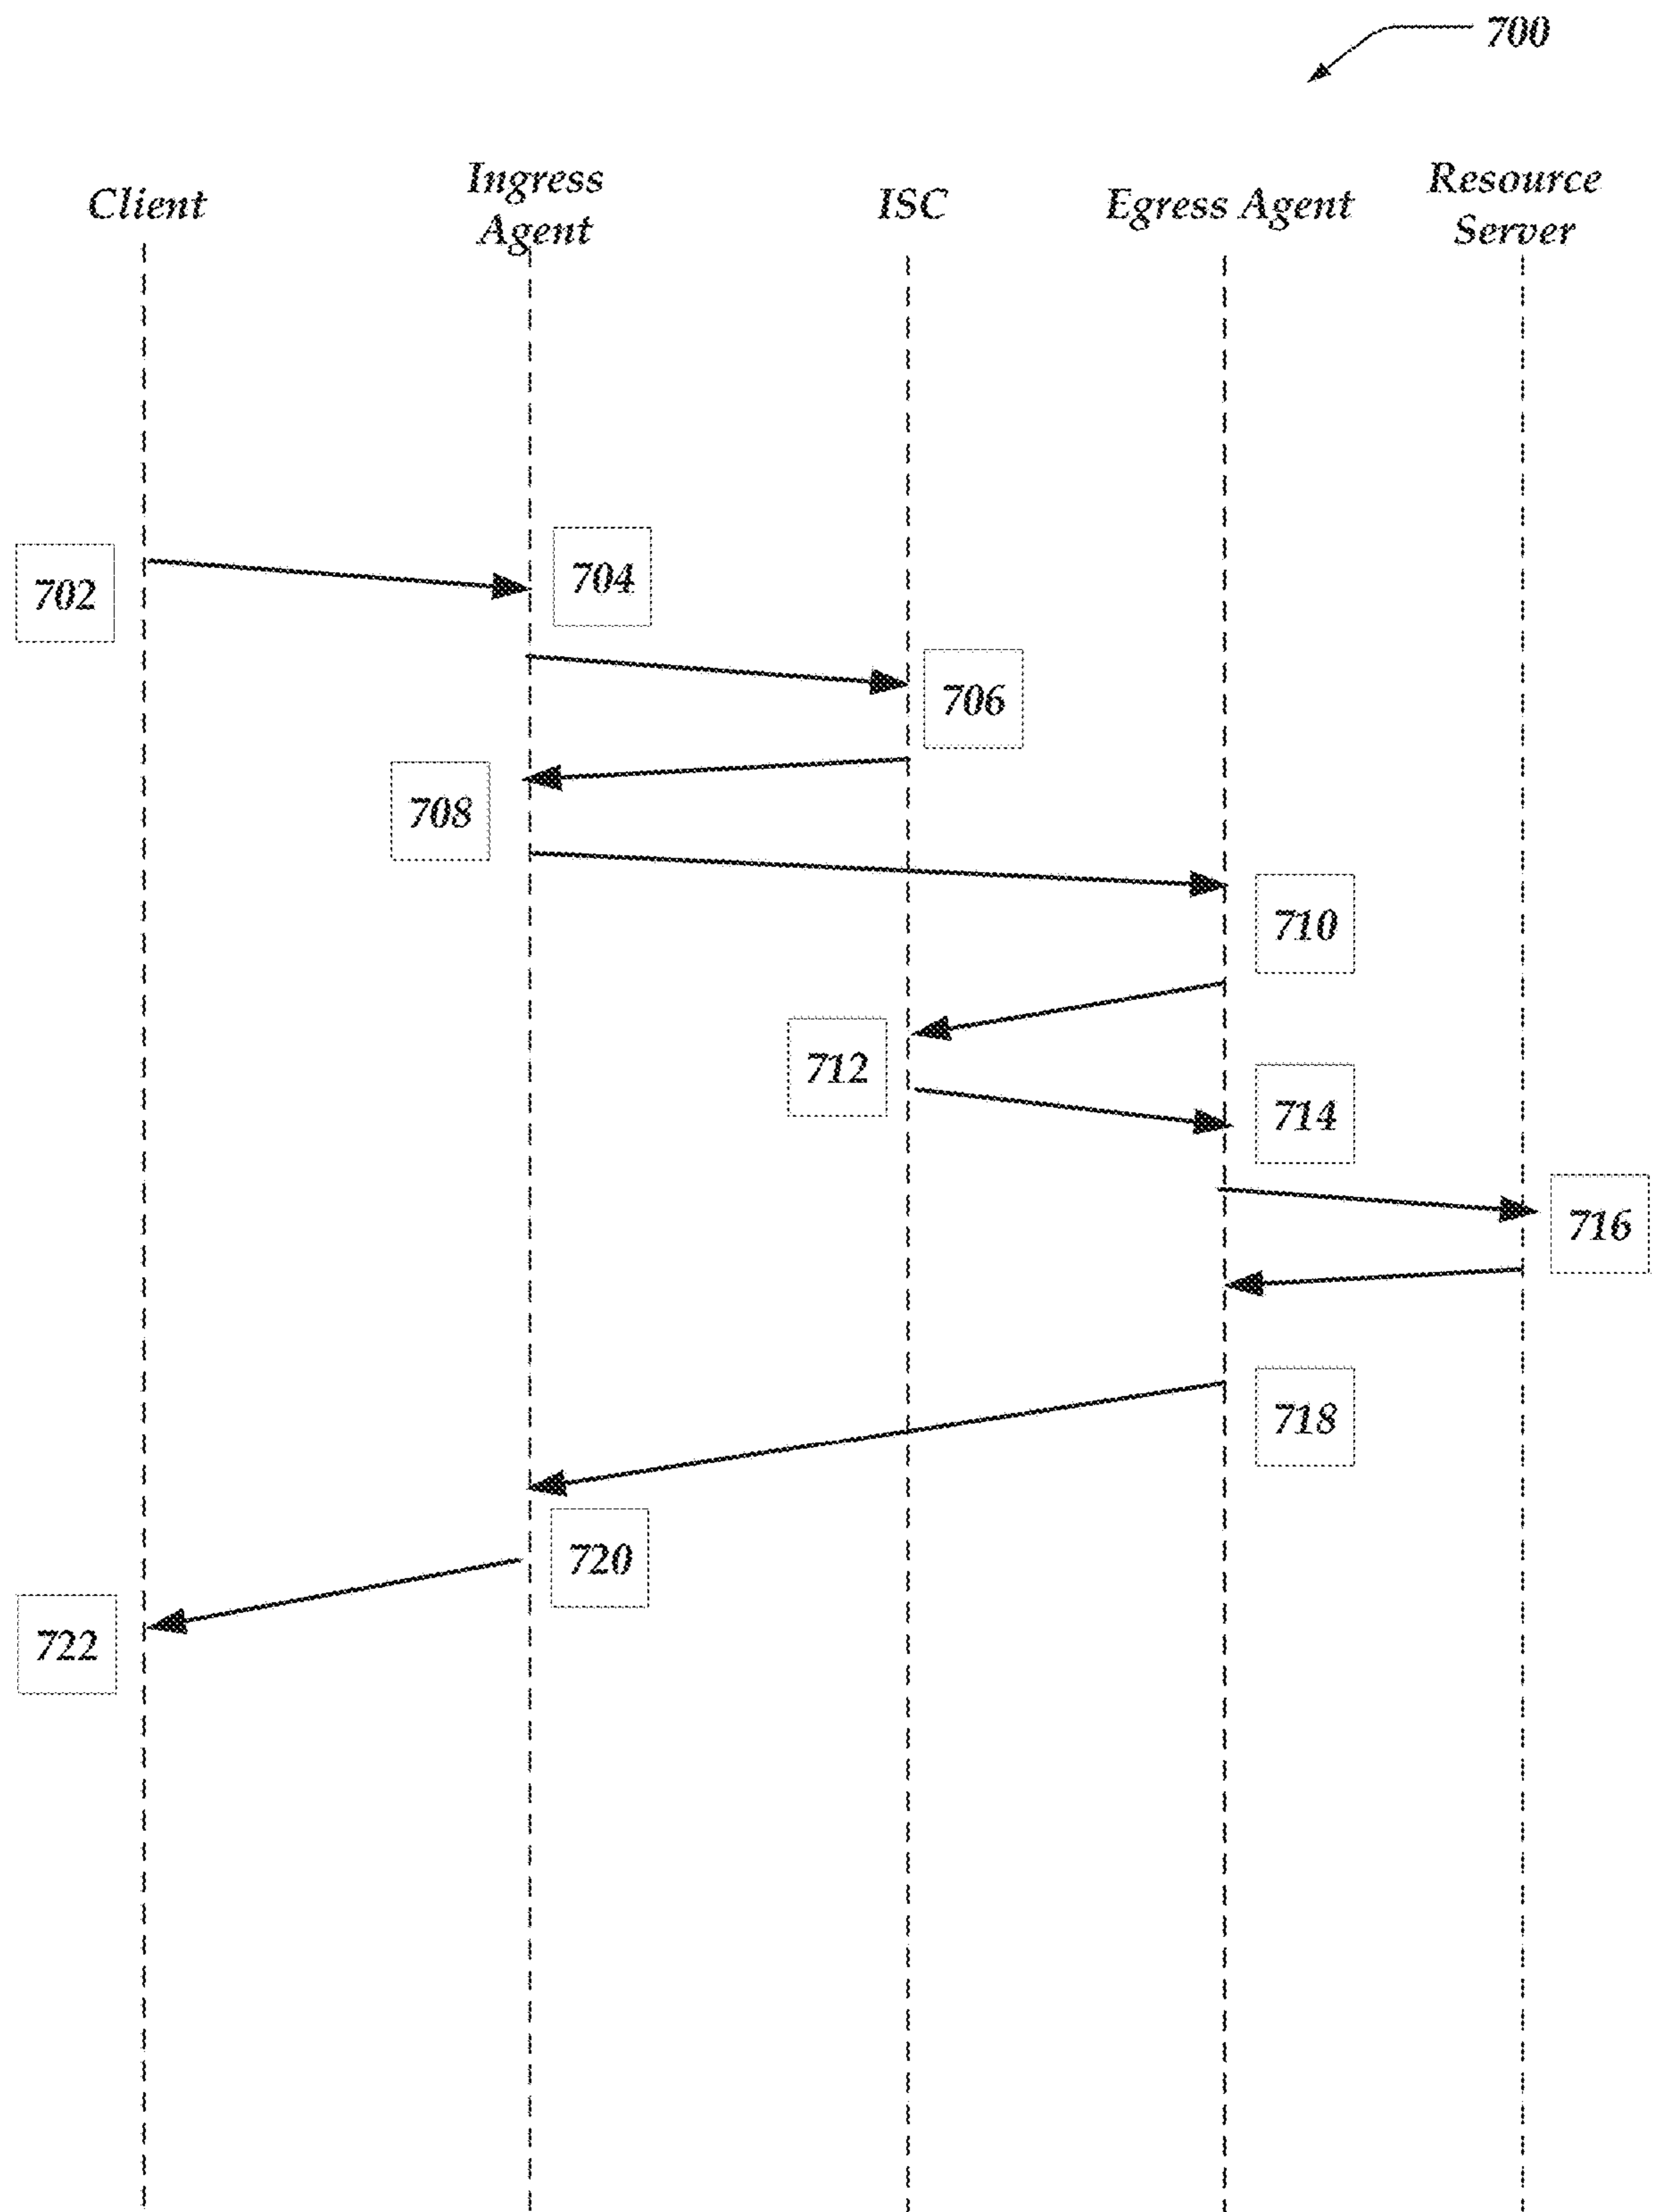 700
Client
Ingress
Agent
ISC
Egress Agent
Resource
Server
702
704
706
708
710
712
714
716
718
720
722